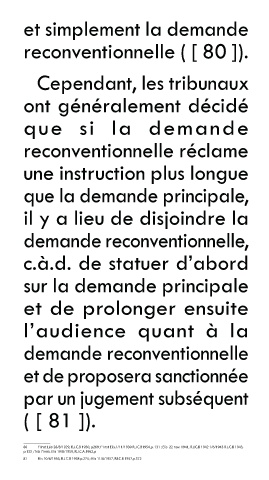 et simplement la demande
reconventionnelle ( [ 80 ]).
Cependant, les tribunaux
ont généralement décidé
que si la demande
reconventionnelle réclame
une instruction plus longue
que la demande principale,
il y a lieu de disjoindre la
demande reconventionnelle,
c.à.d. de statuer d’abord
sur la demande principale
et de prolonger ensuite
l’audience quant à la
demande reconventionnelle
et de proposera sanctionnée
par un jugement subséquent
( [ 81 ]).
80
81